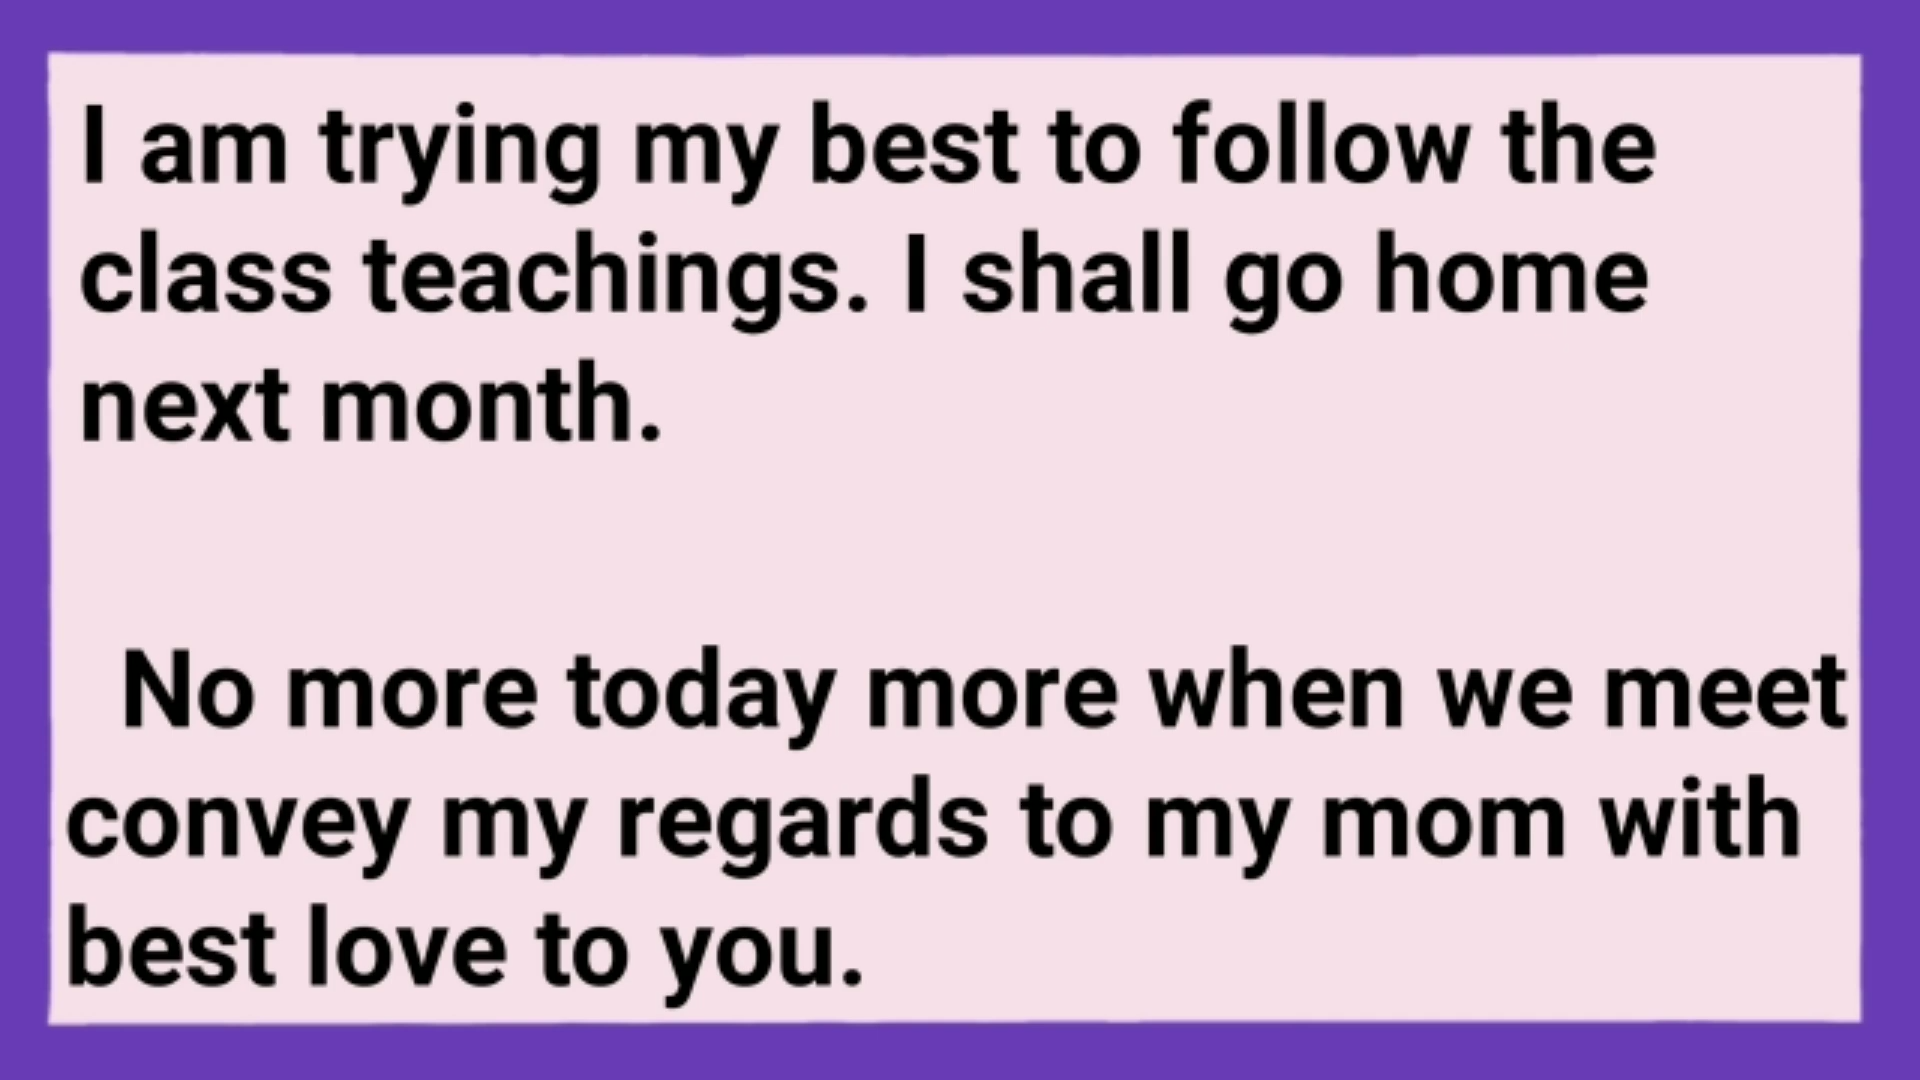 I am trying my best to follow the
class teachings. I shall go home
next month.
No more today more when we meet
convey my regards to my mom with
best love to you.